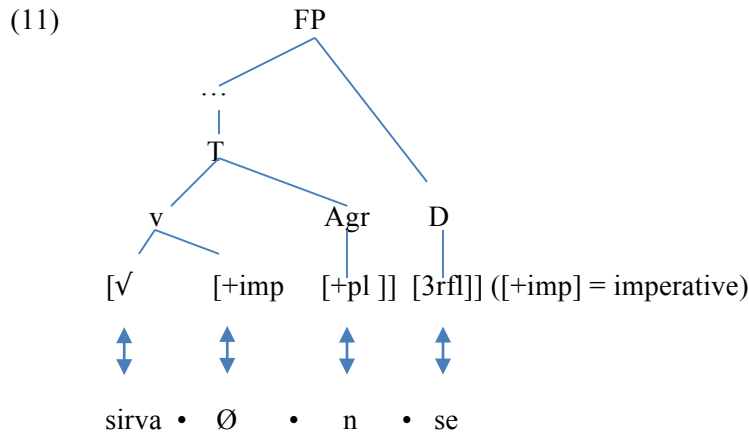 (11) FP
…
T
v Agr D
[√ [+imp [+pl ]] [3rfl]] ([+imp] = imperative)
sirva • Ø • n • se